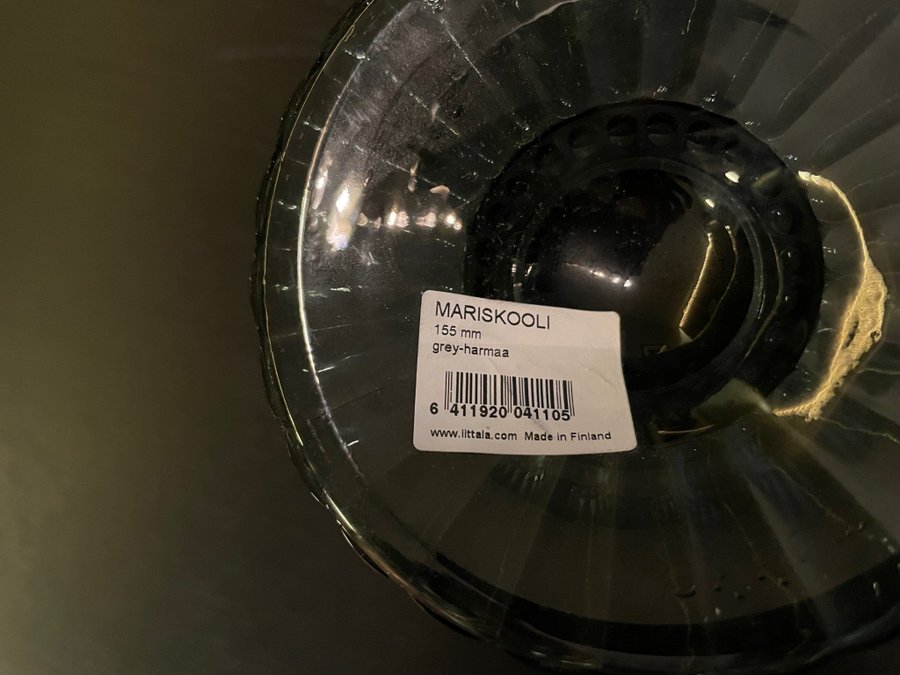 MARISKOOLI
155 mm
grey-harmaa
6 411920 041105
www.iittala.com Made in Finland